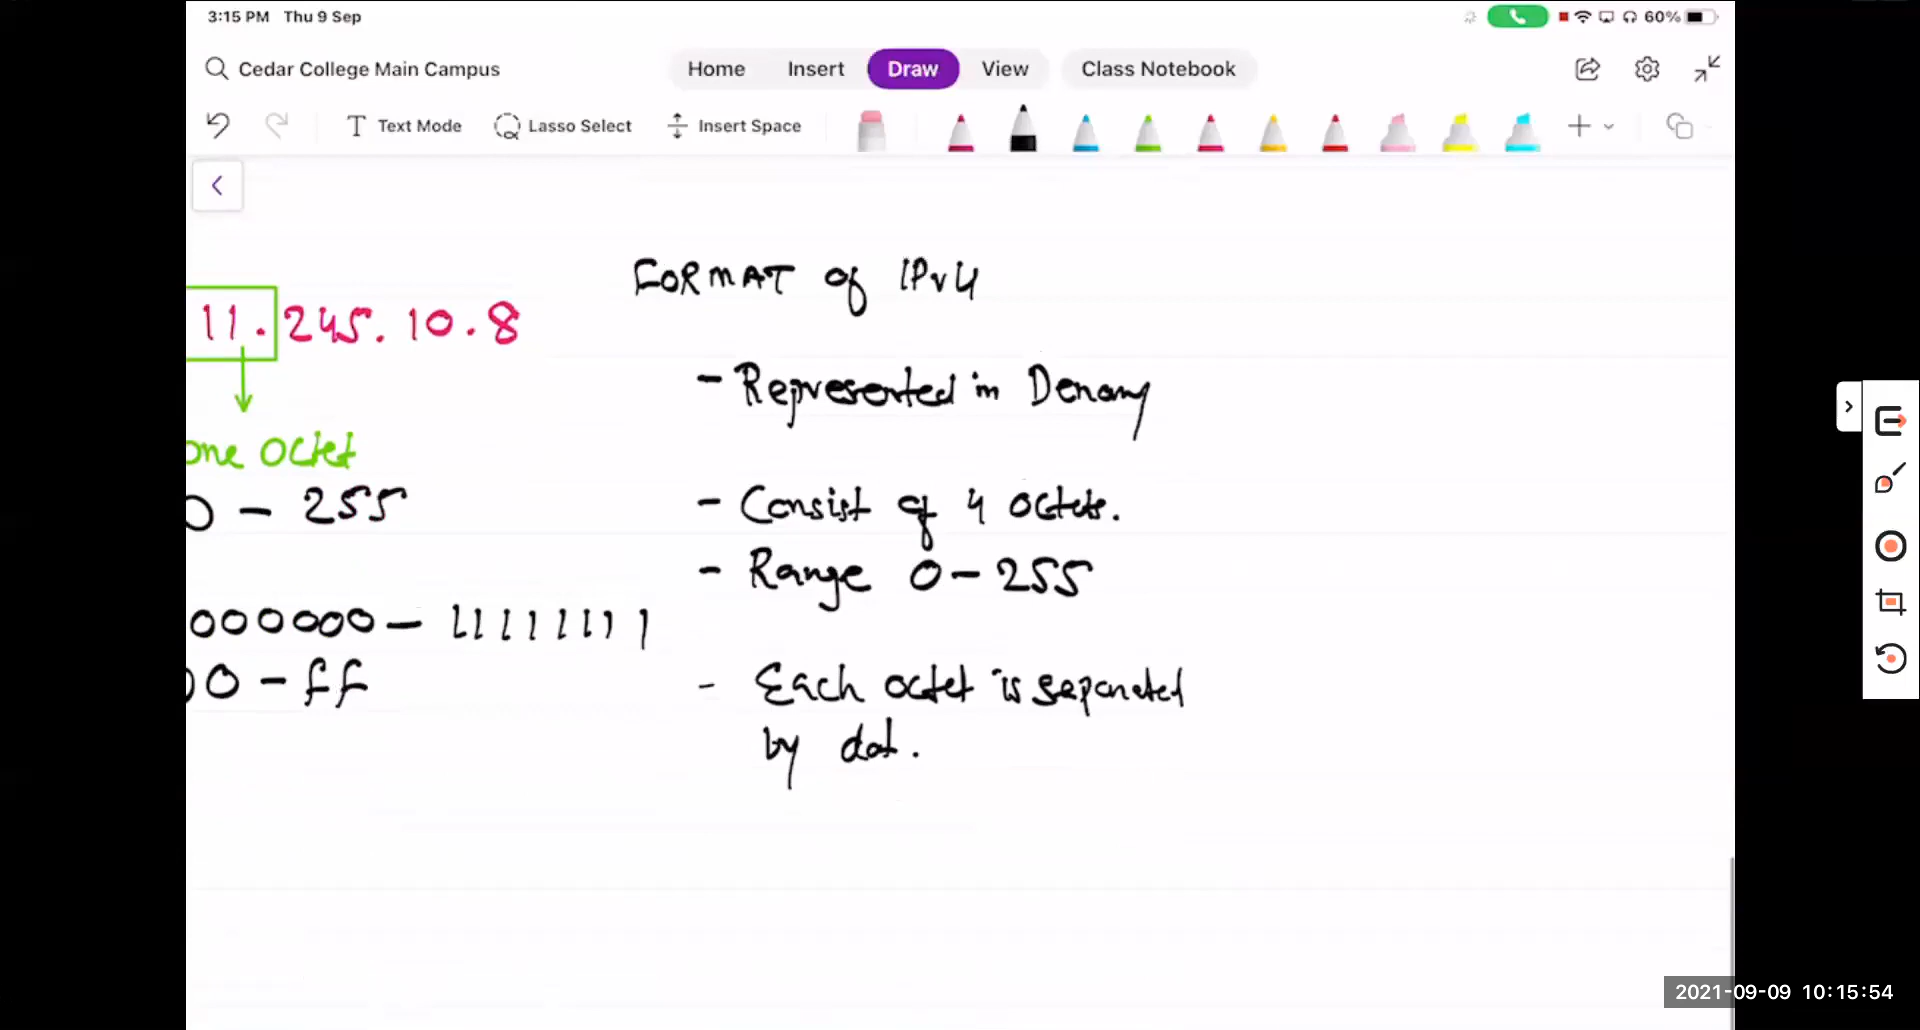 3:15 PM Thu 9 Sep
60%
Cedar College Main Campus
Home Insert Draw View Class Notebook
Text Mode Lasso Select Insert Space
FORMAT of IPv4
11.245.10.8
- Represented in Denary
one octet
0 - 255
- Consist of 4 octets.
- Range 0-255
000000 - 11111111
00 - ff
- Each octet is separated
by dot.
2021-09-09 10:15:54